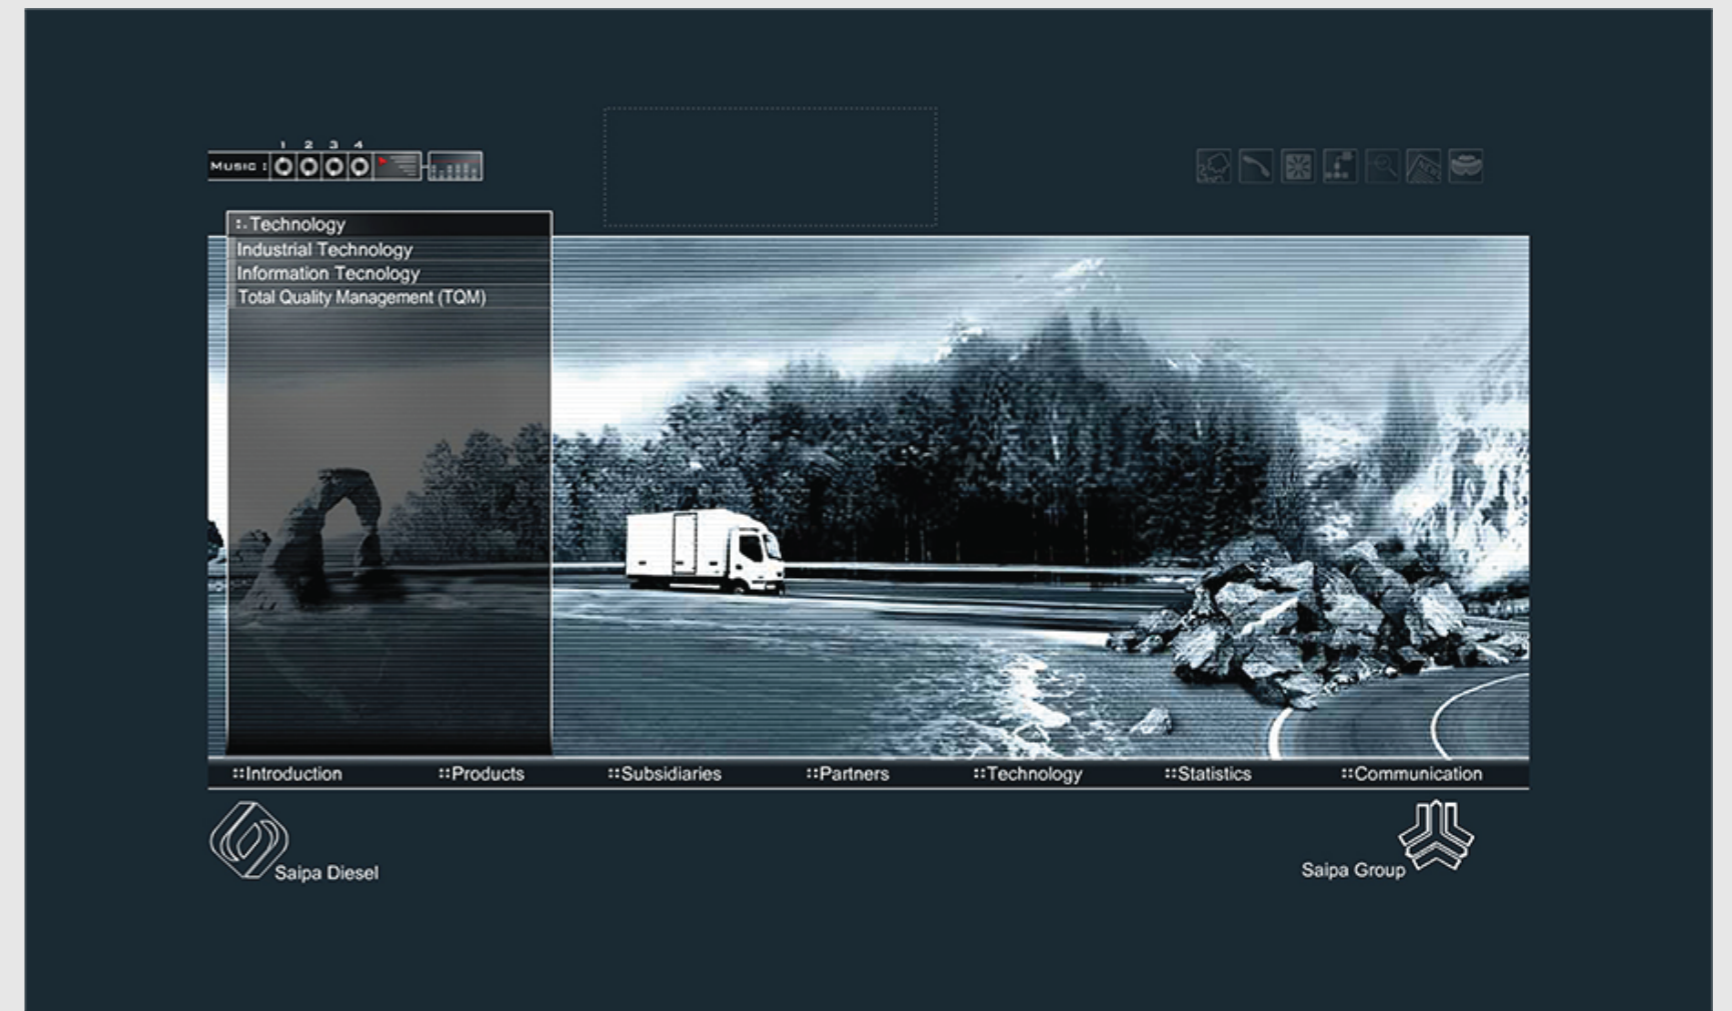 1 2 3 4
Music :
:. Technology
Industrial Technology
Information Tecnology
Total Quality Management (TQM)
::Introduction ::Products ::Subsidiaries ::Partners ::Technology ::Statistics ::Communication
Saipa Diesel
Saipa Group